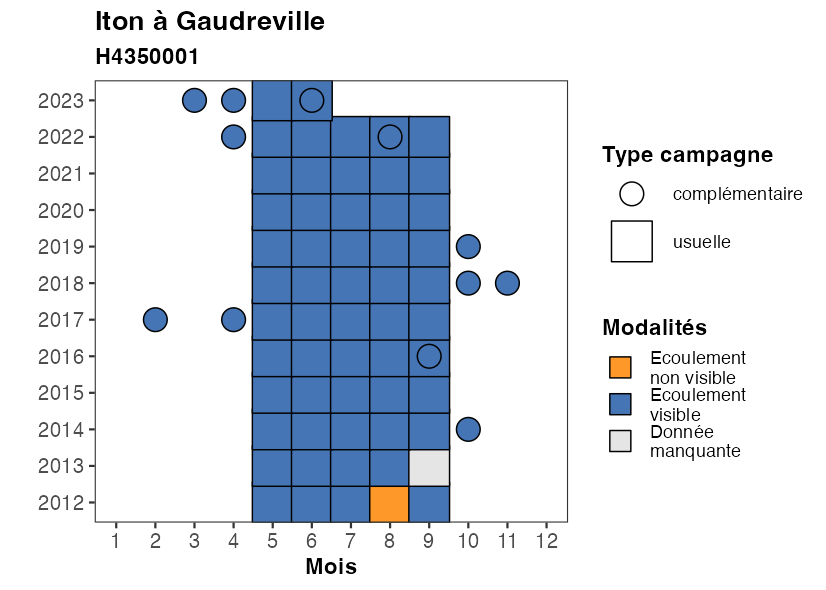 Iton à Gaudreville
H4350001
2023
2022
2021
2020
2019
2018
2017
2016
2015
2014
2013
2012
1 2 3 4 5 6 7 8 9 10 11 12
Mois
Type campagne
complémentaire
usuelle
Modalités
Ecoulement
non visible
Ecoulement
visible
Donnée
manquante